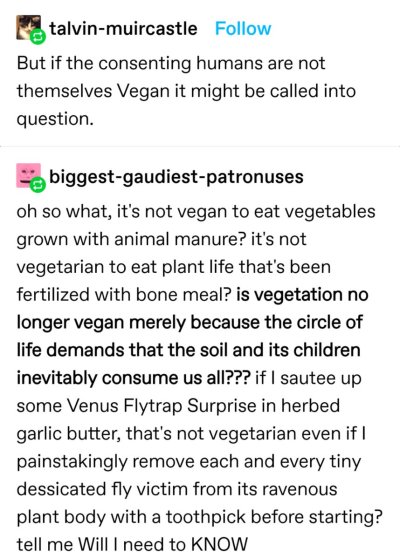 talvin-muircastle Follow
But if the consenting humans are not
themselves Vegan it might be called into
question.
biggest-gaudiest-patronuses
oh so what, it's not vegan to eat vegetables
grown with animal manure? it's not
vegetarian to eat plant life that's been
fertilized with bone meal? is vegetation no
longer vegan merely because the circle of
life demands that the soil and its children
inevitably consume us all??? if I sautee up
some Venus Flytrap Surprise in herbed
garlic butter, that's not vegetarian even if I
painstakingly remove each and every tiny
dessicated fly victim from its ravenous
plant body with a toothpick before starting?
tell me Will I need to KNOW